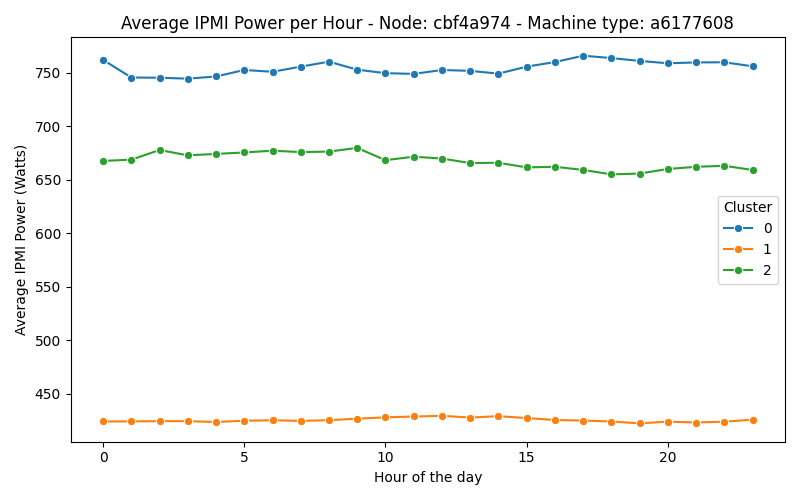 Average IPMI Power per Hour - Node: cbf4a974 - Machine type: a6177608
Average IPMI Power (Watts)
750
700
650
600
550
500
450
Cluster
0
1
2
0 5 10 15 20
Hour of the day